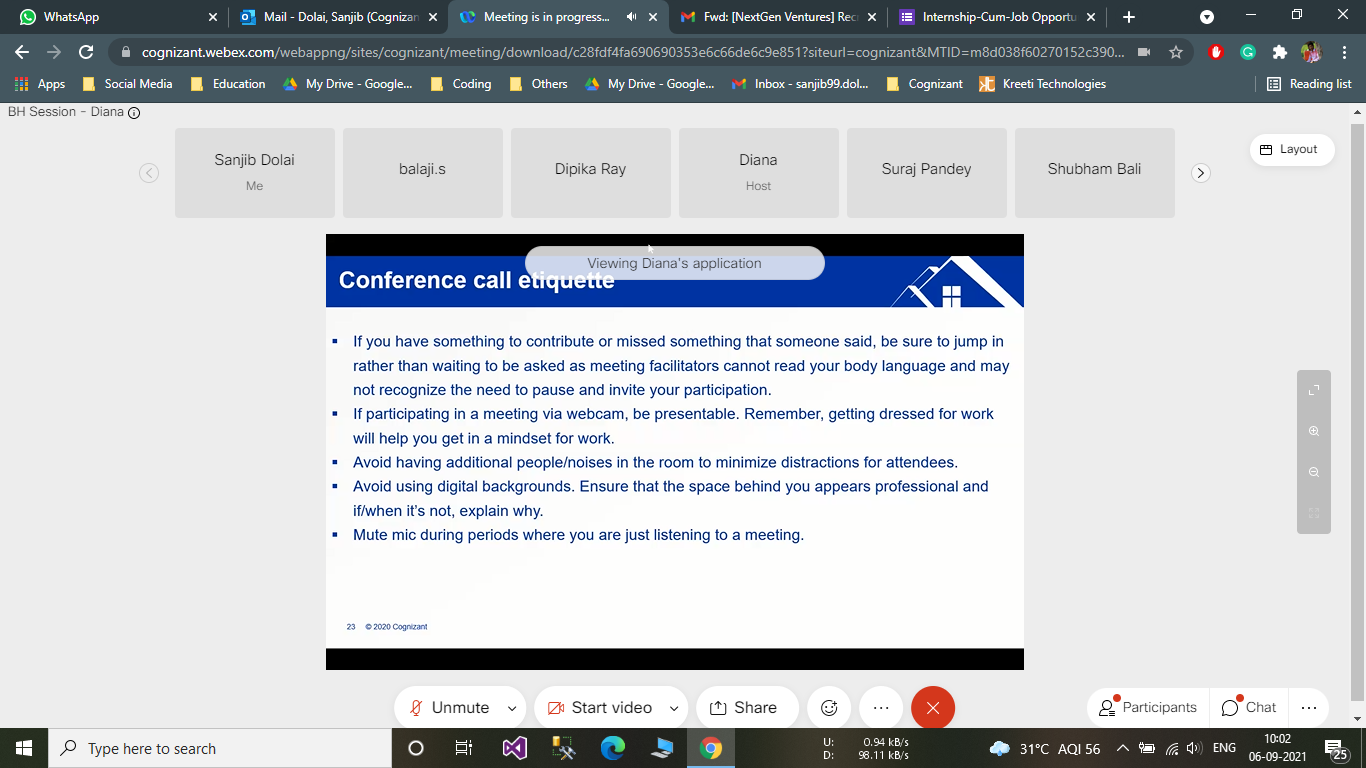 WhatsApp
Mail - Dolai, Sanjib (Cognizan
Meeting is in progress...
Fwd: [NextGen Ventures] Rec
Internship-Cum-Job Opportu
cognizant.webex.com/webappng/sites/cognizant/meeting/download/c28fdf4fa690690353e6c66de6c9e851?siteurl=cognizant&MTID=m8d038f60270152c390...
Apps
Social Media
Education
My Drive - Google...
Coding
Others
My Drive - Google...
Inbox - sanjib99.dol...
Cognizant
Kreeti Technologies
Reading list
BH Session - Diana
Sanjib Dolai
Me
balaji.s
Dipika Ray
Diana
Host
Suraj Pandey
Shubham Bali
Layout
Viewing Diana's application
Conference call etiquette
▪ If you have something to contribute or missed something that someone said, be sure to jump in
rather than waiting to be asked as meeting facilitators cannot read your body language and may
not recognize the need to pause and invite your participation.
▪ If participating in a meeting via webcam, be presentable. Remember, getting dressed for work
will help you get in a mindset for work.
▪ Avoid having additional people/noises in the room to minimize distractions for attendees.
▪ Avoid using digital backgrounds. Ensure that the space behind you appears professional and
if/when it's not, explain why.
▪ Mute mic during periods where you are just listening to a meeting.
23 © 2020 Cognizant
Unmute
Start video
Share
Participants
Chat
Type here to search
U: 0.94 kB/s
D: 98.11 kB/s
31°C AQI 56
ENG
10:02
06-09-2021
25